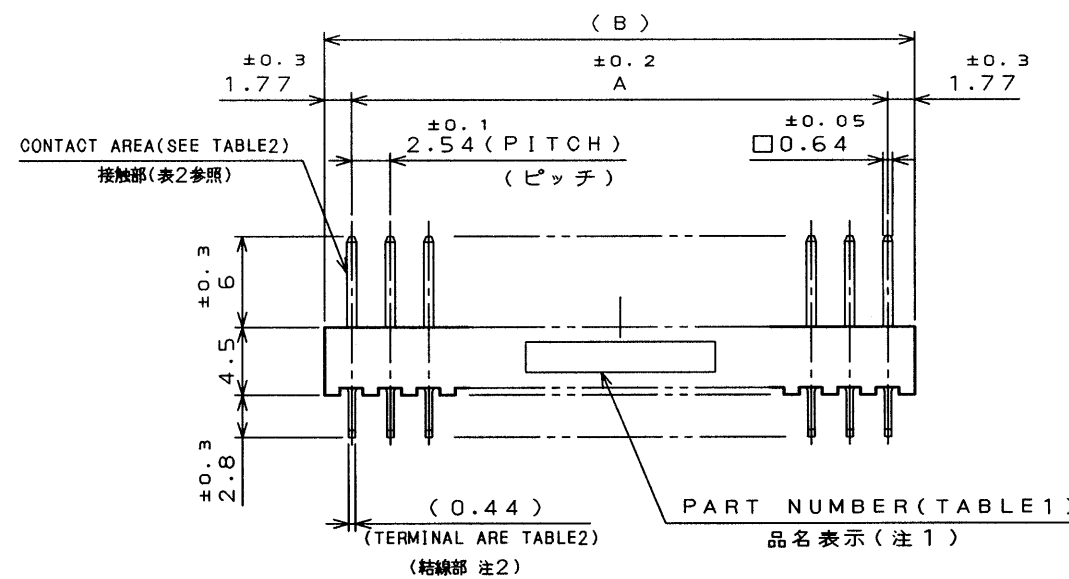 (B)
±0.3
1.77
±0.2
A
±0.3
1.77
±0.1
2.54(PITCH)
(ピッチ)
±0.05
□0.64
CONTACT AREA(SEE TABLE2)
接触部(表2参照)
±0.3
6
4.5
±0.3
2.8
(0.44)
(TERMINAL ARE TABLE2)
(結線部 注2)
PART NUMBER(TABLE1)
品名表示(注1)